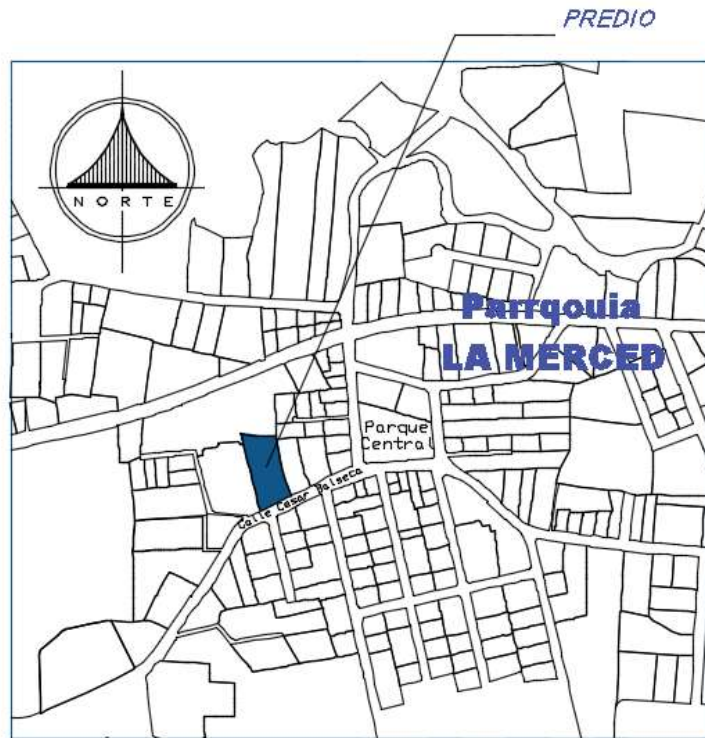 PREDIO
NORTE
Parrqouia
LA MERCED
Parque
Central
Calle Cesar Balseca